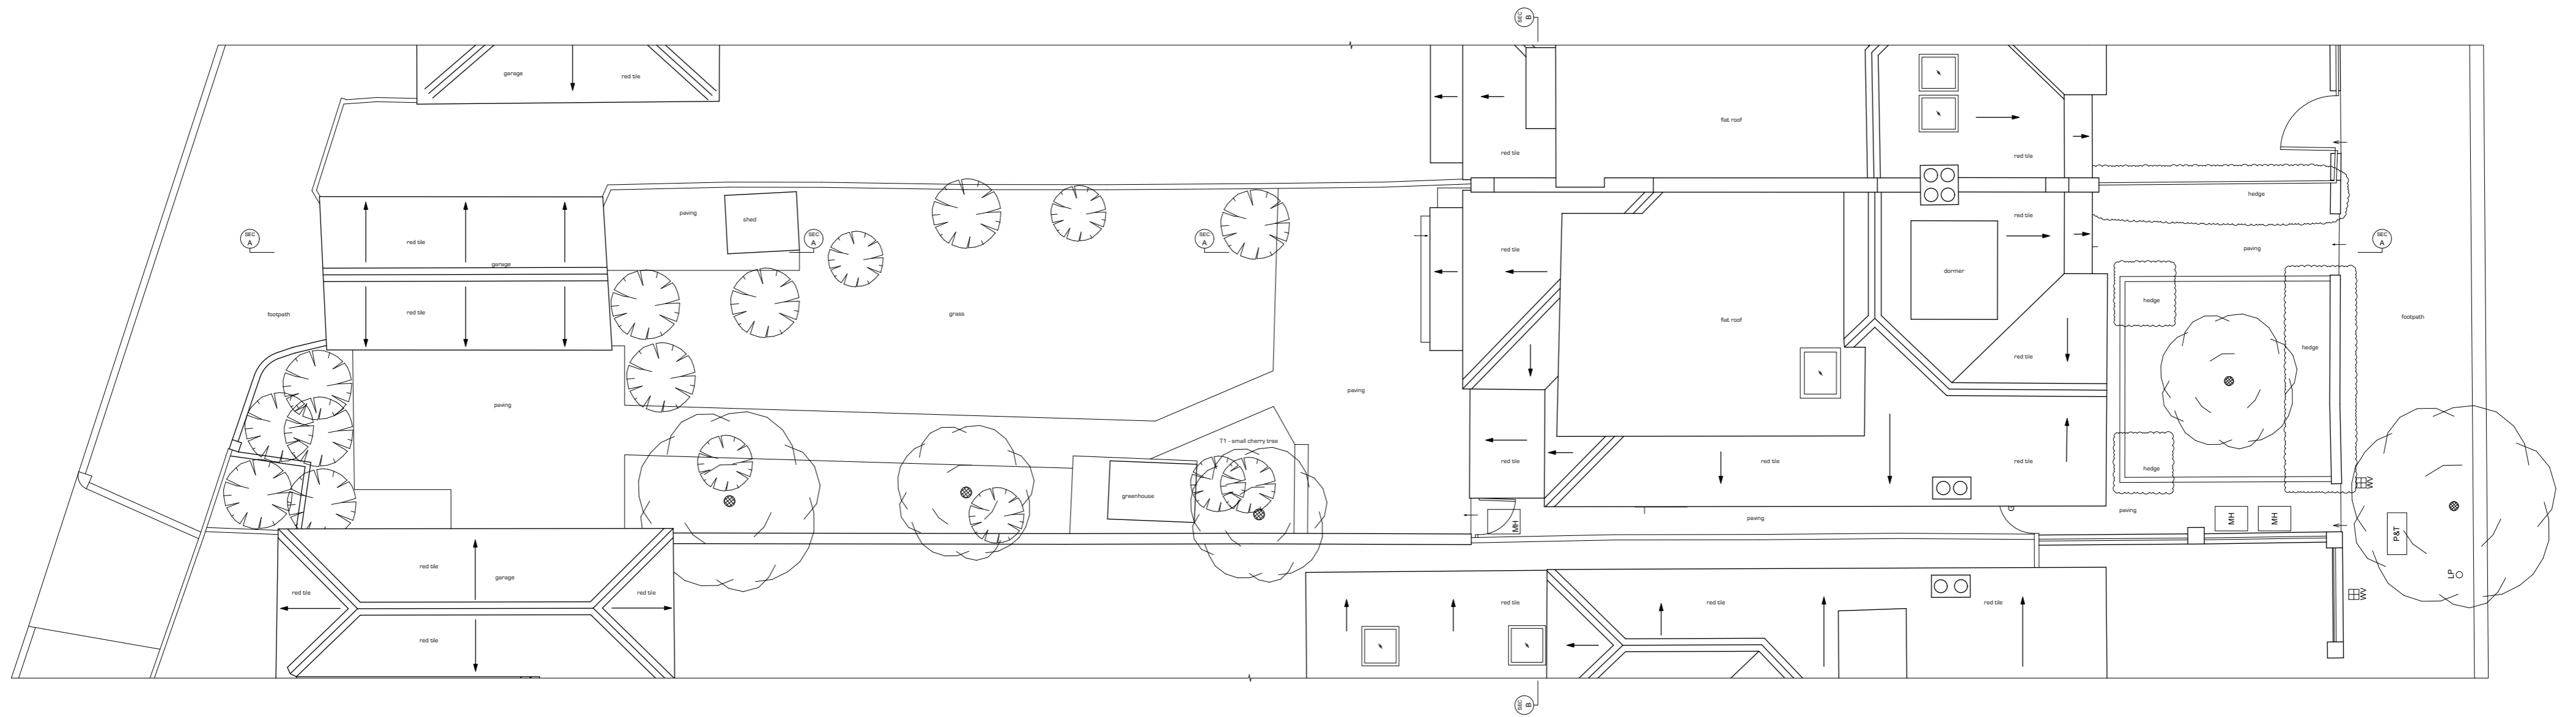 SEC
B
garage
red tile
flat roof
red tile
red tile
hedge
paving
shed
red tile
SEC
A
SEC
A
SEC
A
red tile
red tile
SEC
A
red tile
paving
garage
dormer
hedge
footpath
red tile
grass
flat roof
footpath
hedge
red tile
paving
paving
T1 - small cherry tree
red tile
red tile
red tile
hedge
greenhouse
MH
paving
G
paving
MH
MH
P&T
WV
red tile
garage
LP
red tile
red tile
red tile
red tile
red tile
WV
red tile
SEC
B